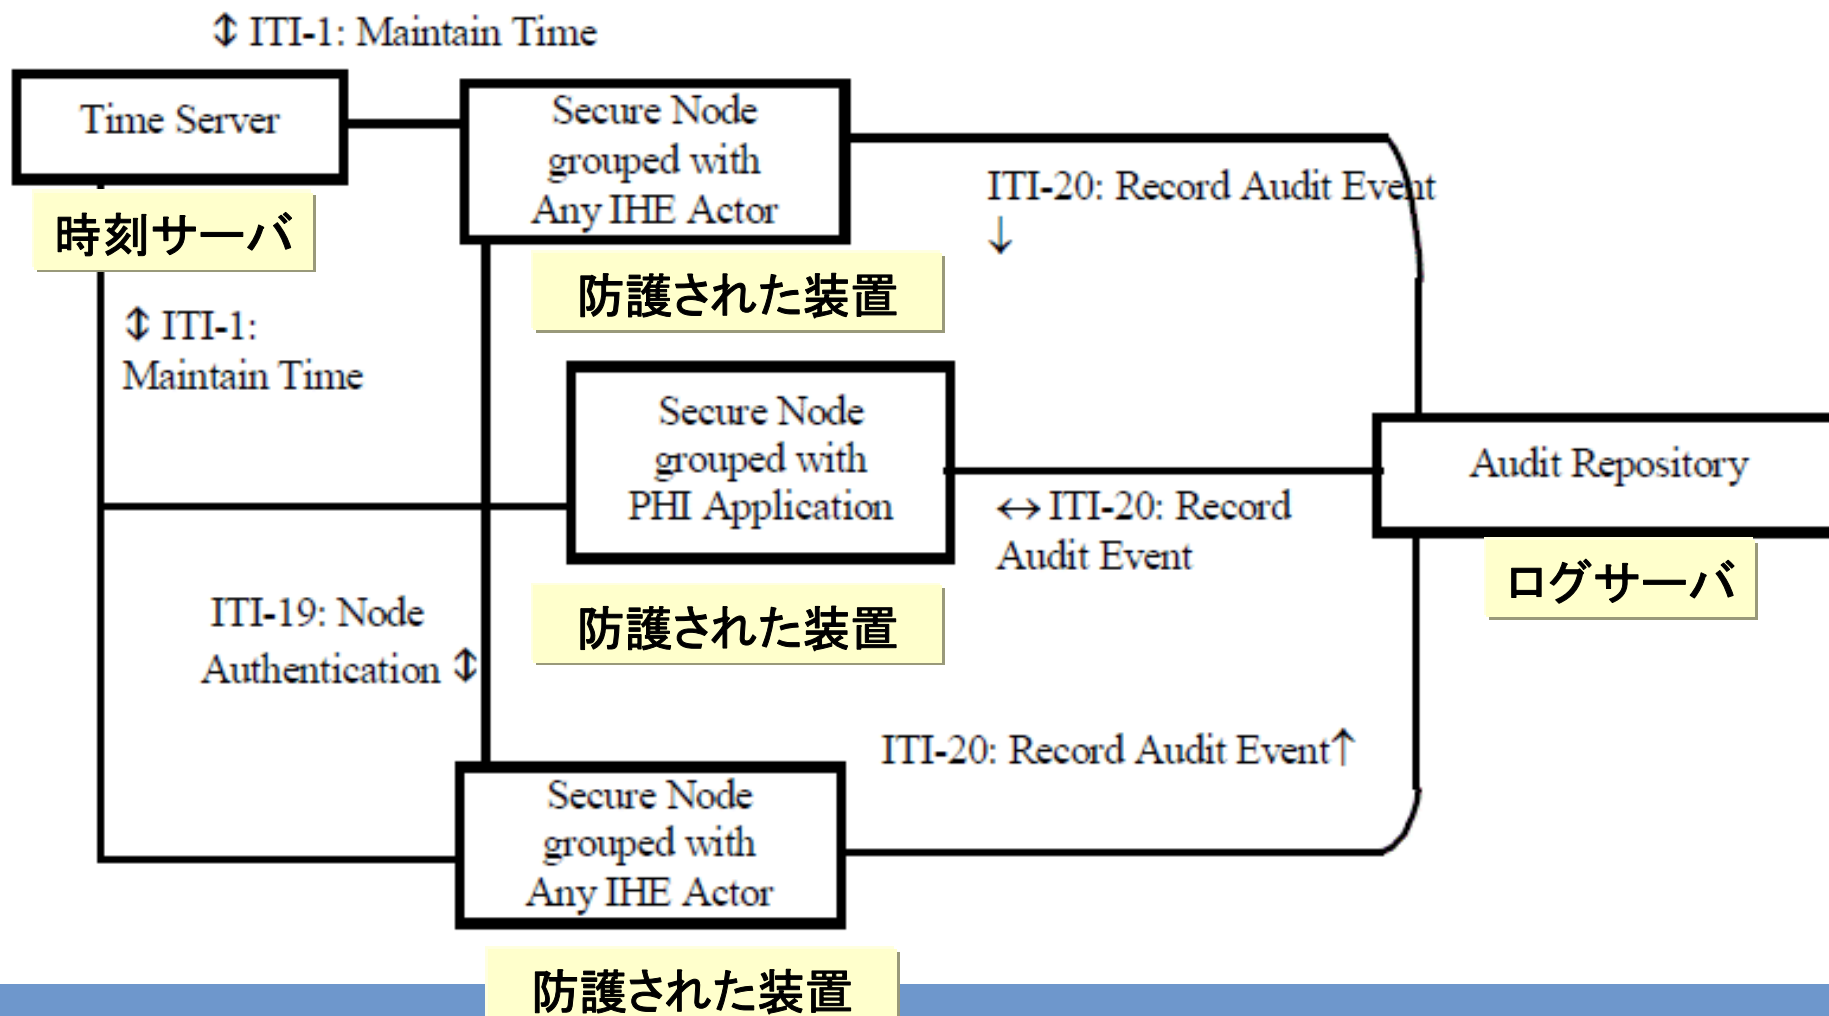 ↕ ITI-1: Maintain Time
Time Server
時刻サーバ
Secure Node
grouped with
Any IHE Actor
防護された装置
ITI-20: Record Audit Event
↓
↕ ITI-1:
Maintain Time
Secure Node
grouped with
PHI Application
防護された装置
↔ ITI-20: Record
Audit Event
Audit Repository
ログサーバ
ITI-19: Node
Authentication ↕
ITI-20: Record Audit Event↑
Secure Node
grouped with
Any IHE Actor
防護された装置